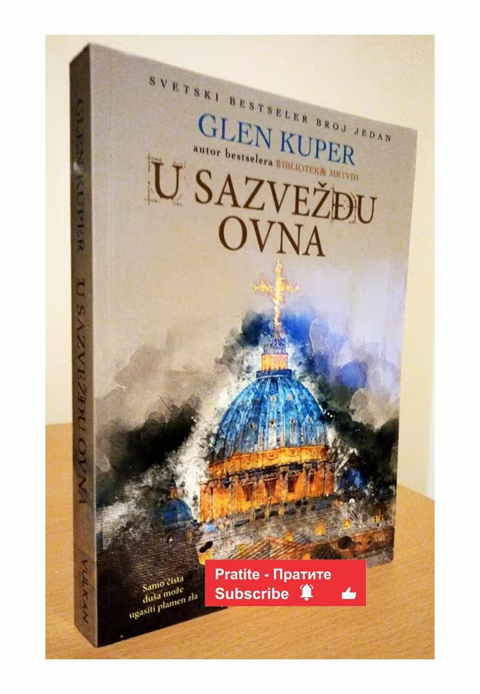 SVETSKI BESTSELER BROJ JEDAN
GLEN KUPER
autor bestselera BIBLIOTEKA MRTVIH
U SAZVEŽĐU
OVNA
GLEN KUPER U SAZVEŽĐU OVNA VULKAN
Samo čista
duša može
ugasiti plamen zla
Pratite - Пратите
Subscribe